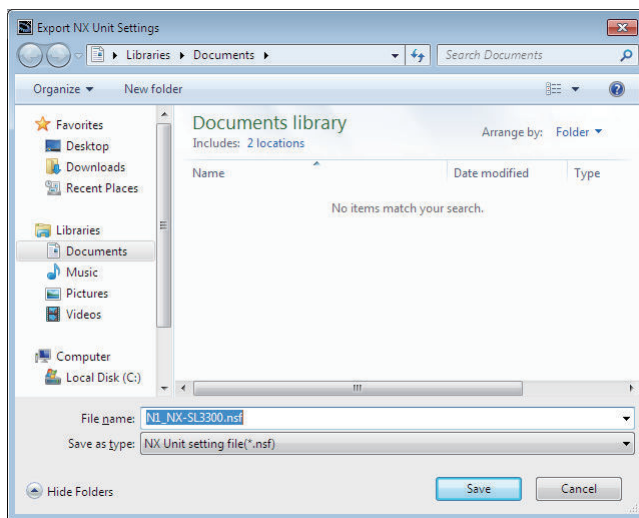 Export NX Unit Settings
Libraries Documents
Search Documents
Organize New folder
Favorites
Desktop
Downloads
Recent Places
Libraries
Documents
Music
Pictures
Videos
Computer
Local Disk (C:)
Documents library
Includes: 2 locations
Arrange by: Folder
Name Date modified Type
No items match your search.
File name: N1_NX-SL3300.nsf
Save as type: NX Unit setting file(*.nsf)
Hide Folders
Save Cancel